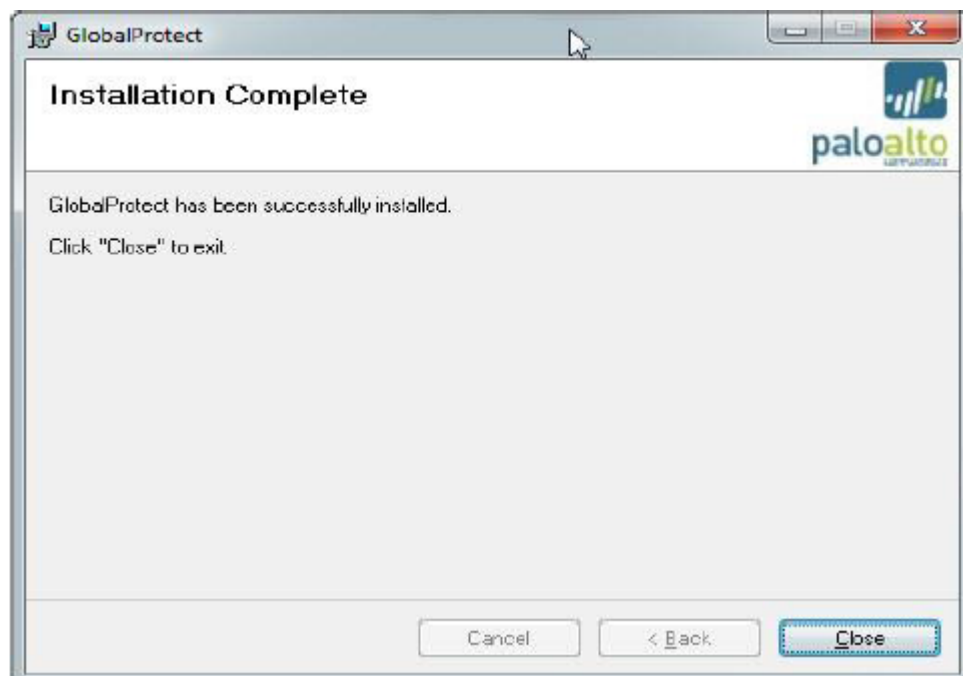 GlobalProtect
Installation Complete
paloalto
GlobalProtect has been successfully installed.
Click "Close" to exit.
Cancel
< Back
Close